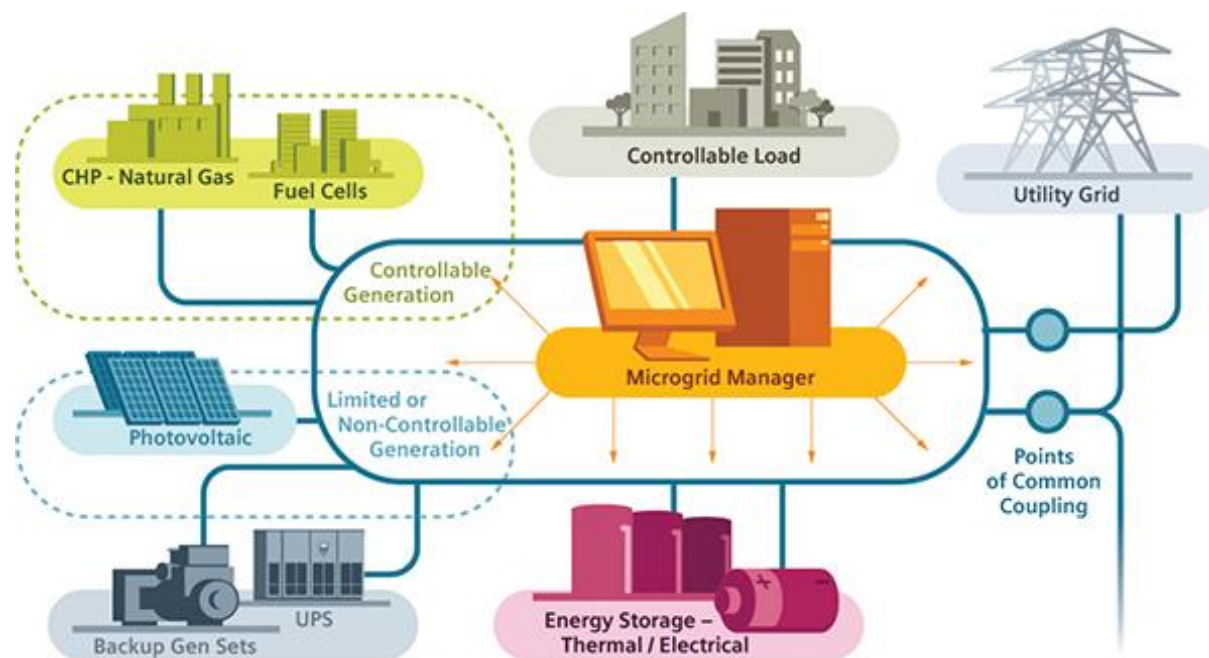 CHP - Natural Gas
Fuel Cells
Controllable Load
Utility Grid
Controllable
Generation
Microgrid Manager
Photovoltaic
Limited or
Non-Controllable
Generation
Points
of Common
Coupling
UPS
Backup Gen Sets
Energy Storage –
Thermal / Electrical